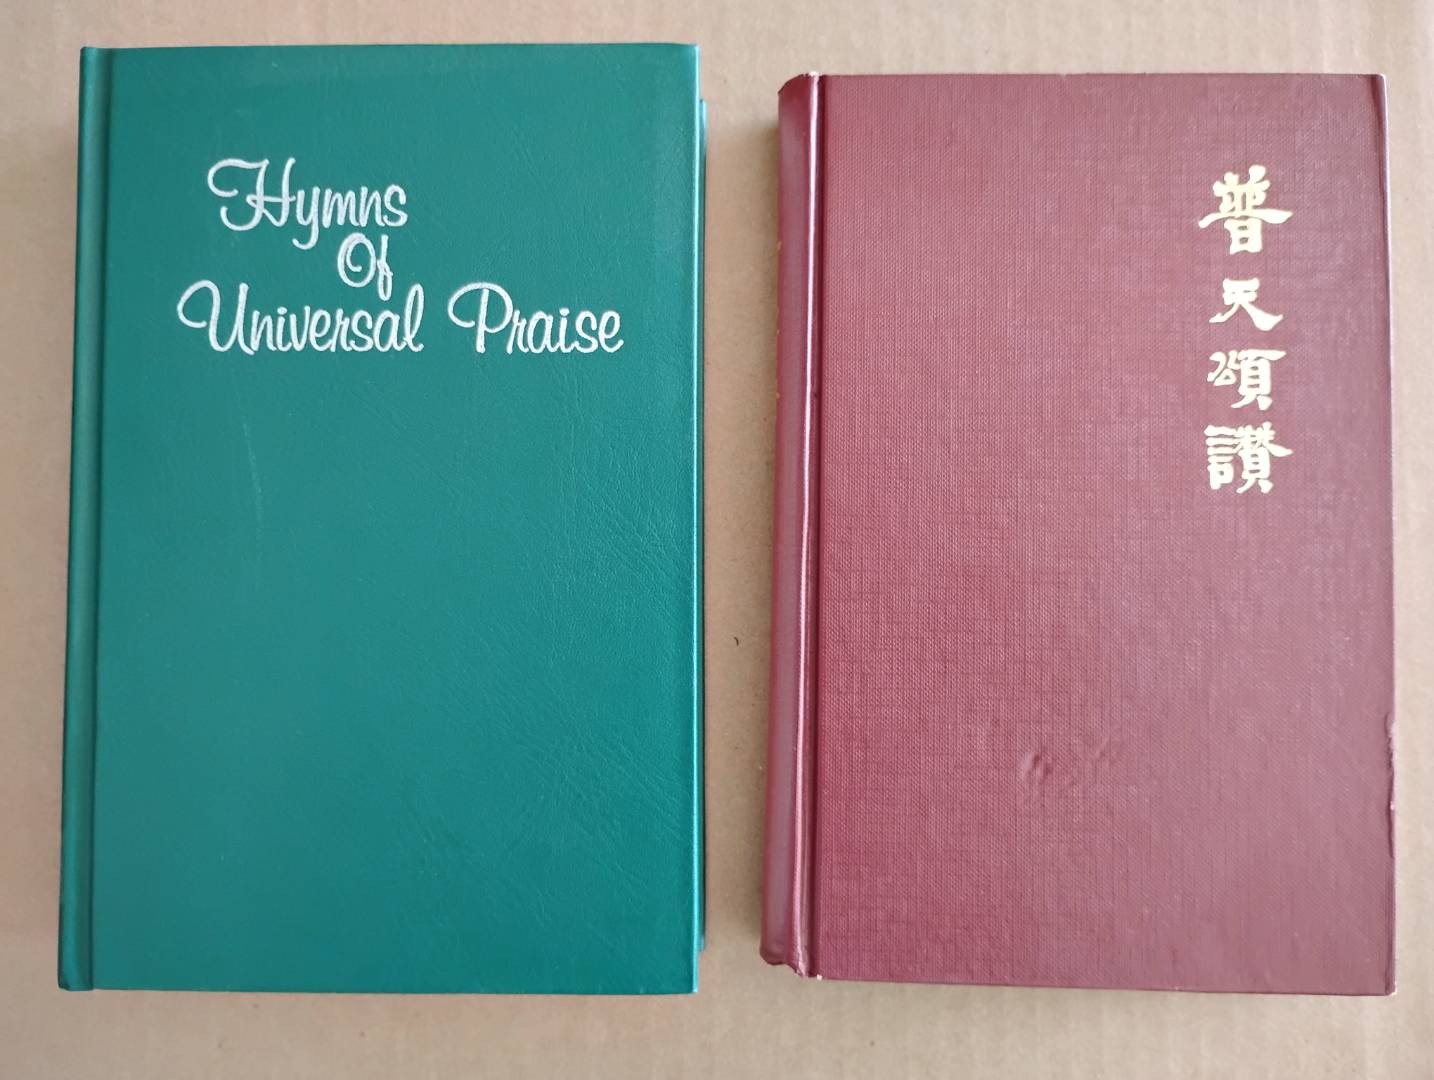 Hymns
Of
Universal Praise
普天頌讚